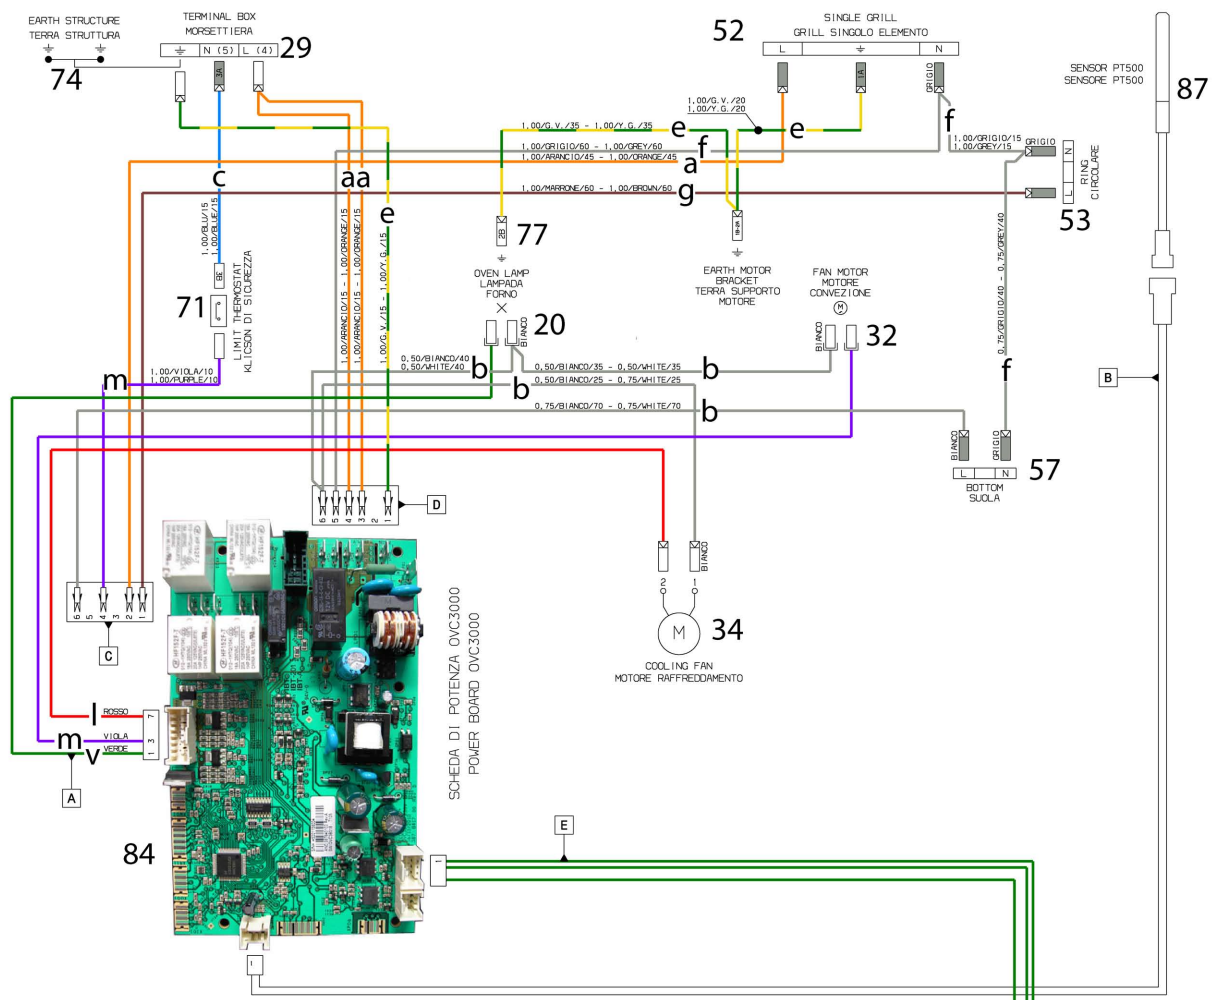 EARTH STRUCTURE
TERRA STRUTTURA
74
TERMINAL BOX
MORSETTIERA
N (5) L (4)
29
3A
52
SINGLE GRILL
GRILL SINGOLO ELEMENTO
L N
1A
GRIGIO
SENSOR PT500
SENSORE PT500
87
1,00/G.V./20
1,00/Y.G./20
1,00/G.V./35 - 1,00/Y.G./35
e
e
f
1,00/GRIGIO/60 - 1,00/GREY/60
f
1,00/ARANCIO/45 - 1,00/ORANGE/45
a
1,00/GRIGIO/15
1,00/GREY/15
GRIGIO
N
L
RING
CIRCOLARE
53
1,00/MARRONE/60 - 1,00/BROWN/60
g
c
a
a
e
1,00/BLU/15
1,00/BLUE/15
1,00/ARANCIO/15 - 1,00/ORANGE/15
1,00/ARANCIO/15 - 1,00/ORANGE/15
1,00/G.V./15 - 1,00/Y.G./15
2B
77
1B-2A
OVEN LAMP
LAMPADA
FORNO
EARTH MOTOR
BRACKET
TERRA SUPPORTO
MOTORE
FAN MOTOR
MOTORE
CONVEZIONE
M
0,75/GRIGIO/40 - 0,75/GREY/40
3B
71
LIMIT THERMOSTAT
KLICSON DI SICUREZZA
20
BIANCO
BIANCO
32
1,00/VIOLA/10
1,00/PURPLE/10
m
0,50/BIANCO/40
0,50/WHITE/40
b
0,50/BIANCO/35 - 0,50/WHITE/35
b
0,50/BIANCO/25 - 0,75/WHITE/25
b
0,75/BIANCO/70 - 0,75/WHITE/70
b
f
B
BIANCO
GRIGIO
L N
57
BOTTOM
SUOLA
6 5 4 3 2 1
D
BIANCO
2 1
M
34
COOLING FAN
MOTORE RAFFREDDAMENTO
6 5 4 3 2 1
C
SCHEDA DI POTENZA OVC3000
POWER BOARD OVC3000
l ROSSO 7
m VIOLA 3
v VERDE 1
A
84
E
1
1